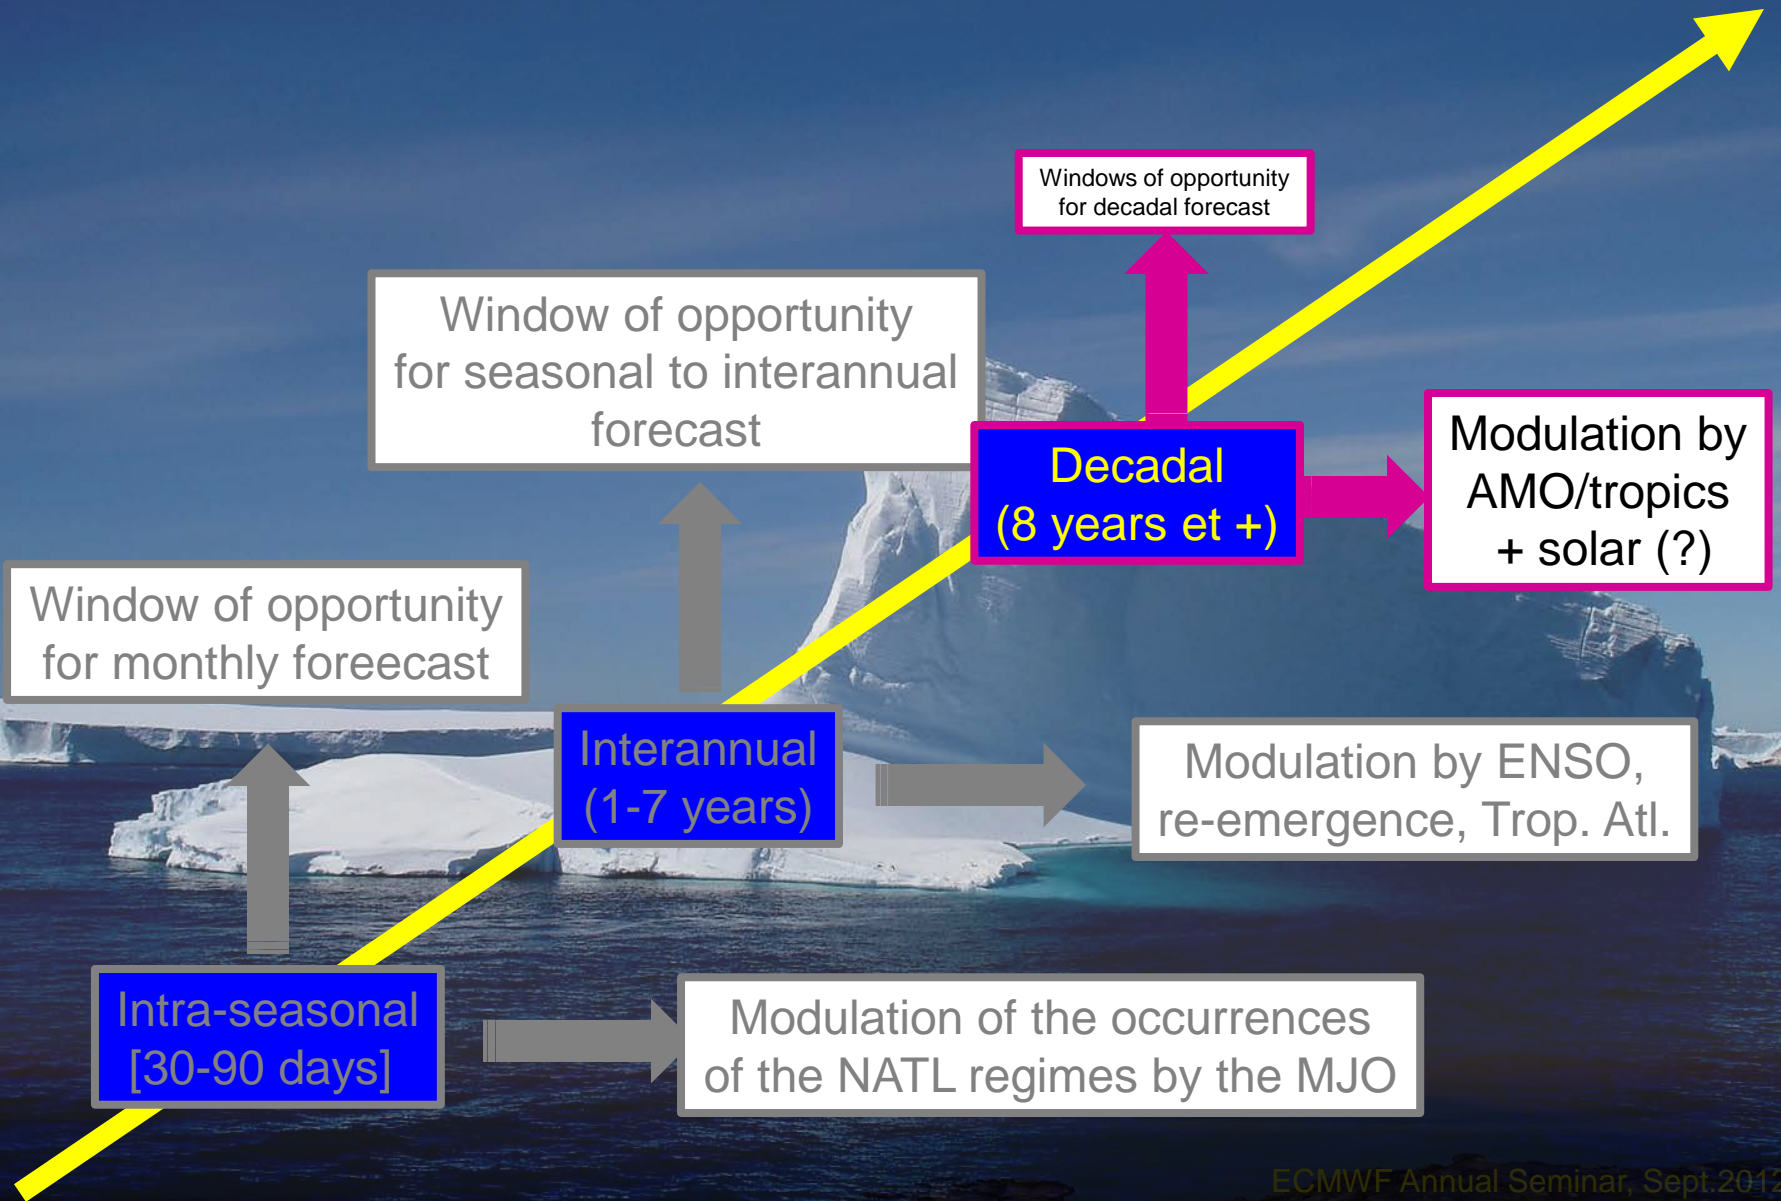 Windows of opportunity
for decadal forecast
Window of opportunity
for seasonal to interannual
forecast
Decadal
(8 years et +)
Modulation by
AMO/tropics
+ solar (?)
Window of opportunity
for monthly foreecast
Interannual
(1-7 years)
Modulation by ENSO,
re-emergence, Trop. Atl.
Intra-seasonal
[30-90 days]
Modulation of the occurrences
of the NATL regimes by the MJO
ECMWF Annual Seminar, Sept.2012